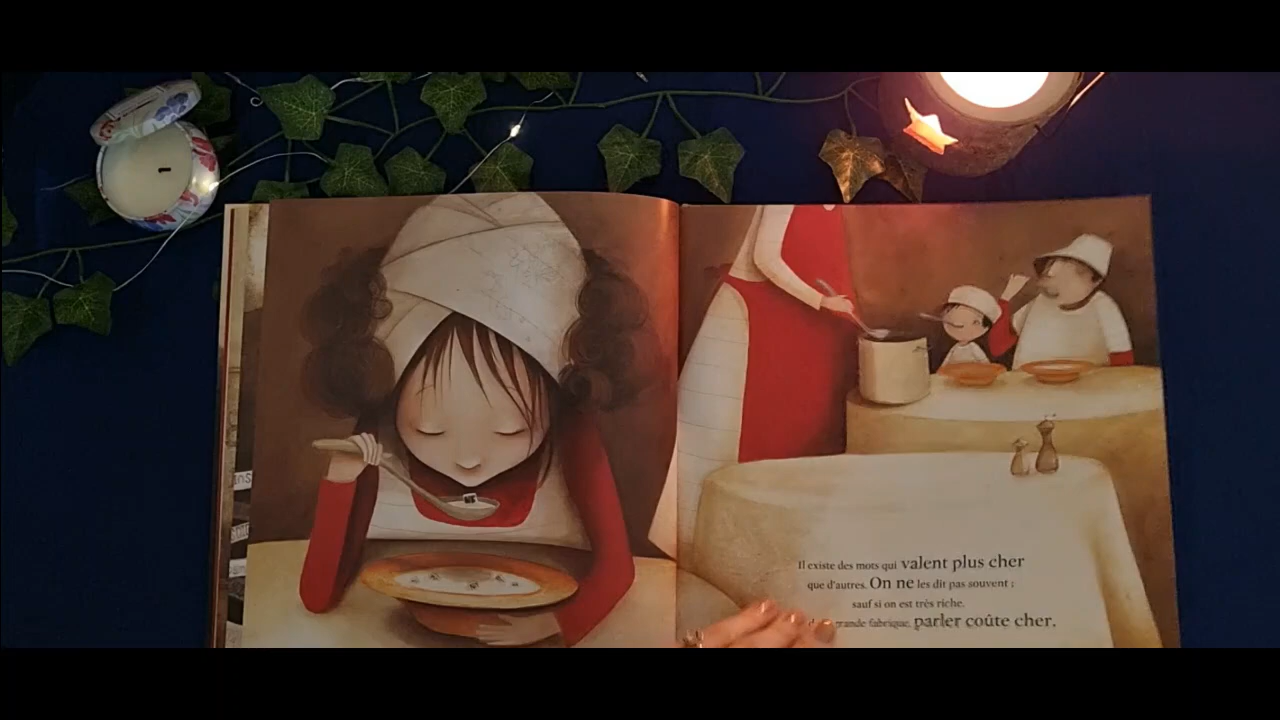 Il existe des mots qui valent plus cher
que d'autres. On ne les dit pas souvent ;
sauf si on est très riche.
grande fabrique, parler coûte cher.